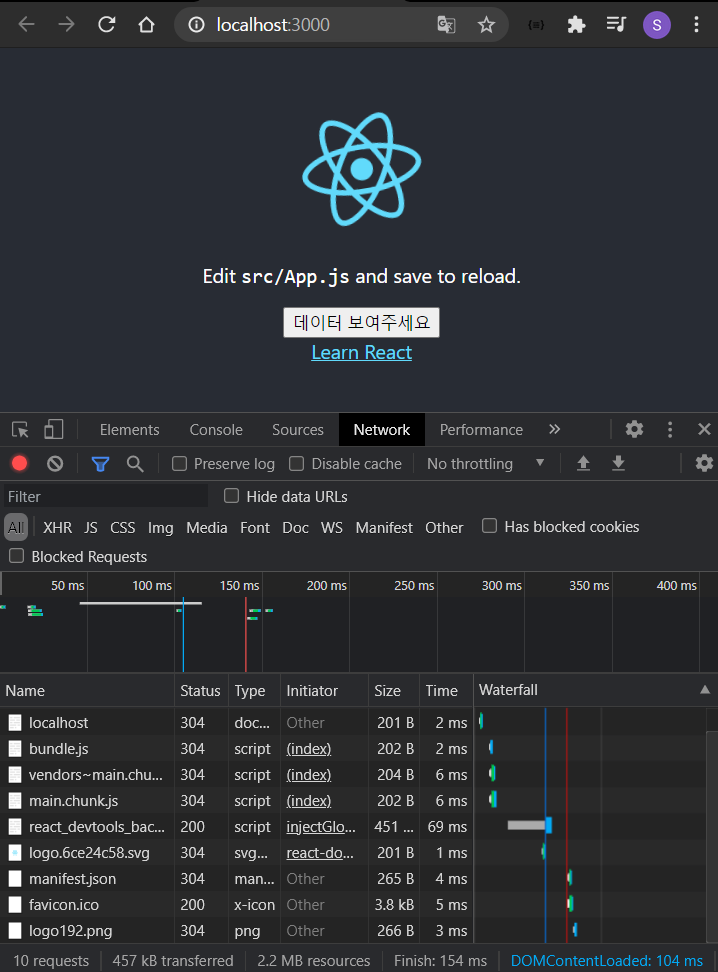 localhost:3000
S
Edit src/App.js and save to reload.
데이터 보여주세요
Learn React
Elements Console Sources Network Performance
Preserve log Disable cache No throttling
Filter Hide data URLs
All XHR JS CSS Img Media Font Doc WS Manifest Other Has blocked cookies
Blocked Requests
50 ms 100 ms 150 ms 200 ms 250 ms 300 ms 350 ms 400 ms
Name Status Type Initiator Size Time Waterfall
localhost 304 doc... Other 201 B 2 ms
bundle.js 304 script (index) 202 B 2 ms
vendors~main.chu... 304 script (index) 204 B 6 ms
main.chunk.js 304 script (index) 202 B 6 ms
react_devtools_bac... 200 script injectGlo... 451 ... 69 ms
logo.6ce24c58.svg 304 svg... react-do... 201 B 1 ms
manifest.json 304 man... Other 265 B 4 ms
favicon.ico 200 x-icon Other 3.8 kB 5 ms
logo192.png 304 png Other 266 B 3 ms
10 requests 457 kB transferred 2.2 MB resources Finish: 154 ms DOMContentLoaded: 104 ms